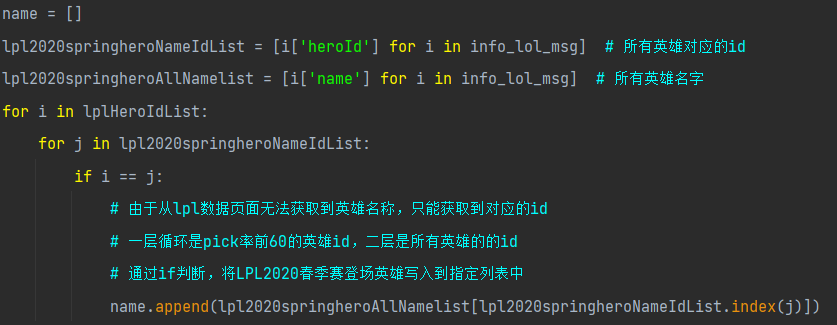 name = []
lpl2020springheroNameIdList = [i['heroId'] for i in info_lol_msg]  # 所有英雄对应的id
lpl2020springheroAllNamelist = [i['name'] for i in info_lol_msg]  # 所有英雄名字
for i in lplHeroIdList:
    for j in lpl2020springheroNameIdList:
        if i == j:
            # 由于从lpl数据页面无法获取到英雄名称，只能获取到对应的id
            # 一层循环是pick率前60的英雄id，二层是所有英雄的的id
            # 通过if判断，将LPL2020春季赛登场英雄写入到指定列表中
            name.append(lpl2020springheroAllNamelist[lpl2020springheroNameIdList.index(j)])